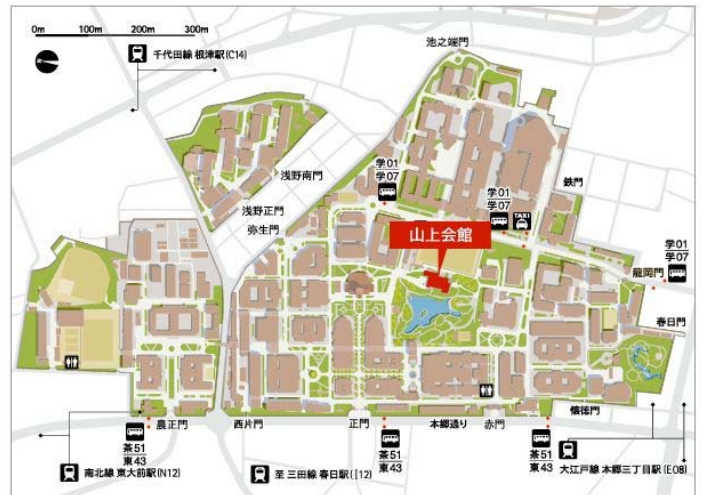 0m 100m 200m 300m
千代田線 根津駅(C14)
池之端門
学01
学07
浅野南門
学01
学07
TAXI
鉄門
浅野正門
弥生門
山上会館
学01
学07
龍岡門
春日門
農正門
西片門
正門
本郷通り
赤門
懐徳門
茶51
東43
茶51
東43
茶51
東43
南北線 東大前駅(N12)
至 三田線 春日駅(I12)
大江戸線 本郷三丁目駅(E08)